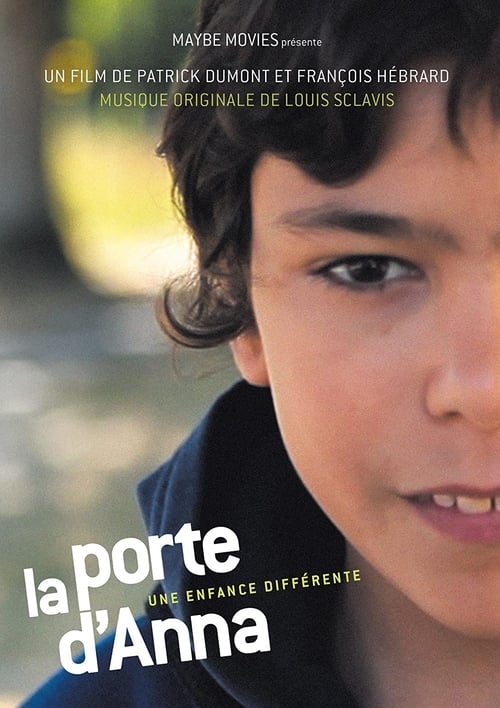 MAYBE MOVIES présente
UN FILM DE PATRICK DUMONT ET FRANÇOIS HÉBRARD
MUSIQUE ORIGINALE DE LOUIS SCLAVIS
la porte
UNE ENFANCE DIFFÉRENTE
d'Anna